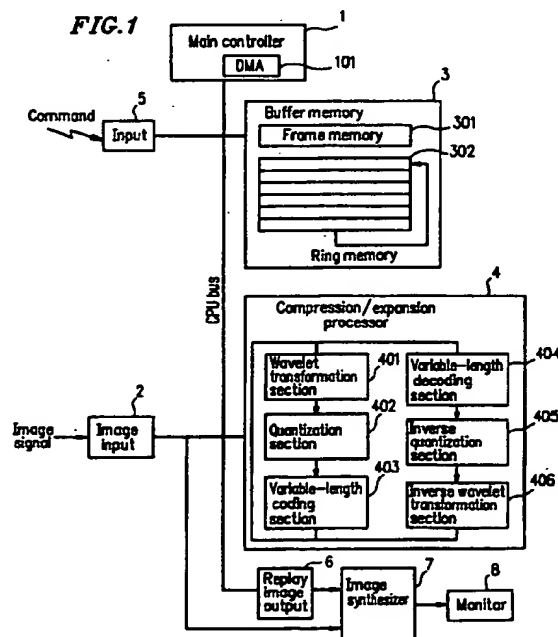 FIG.1
1
Main controller
DMA
101
3
5
Command
Input
Buffer memory
Frame memory
301
302
Ring memory
CPU bus
4
Compression/expansion
processor
2
Image
signal
Image
input
Wavelet
transformation
section
401
Quantization
section
402
Variable-length
coding
section
403
Variable-length
decoding
section
404
Inverse
quantization
section
405
Inverse wavelet
transformation
section
406
6
Replay
image
output
7
Image
synthesizer
8
Monitor